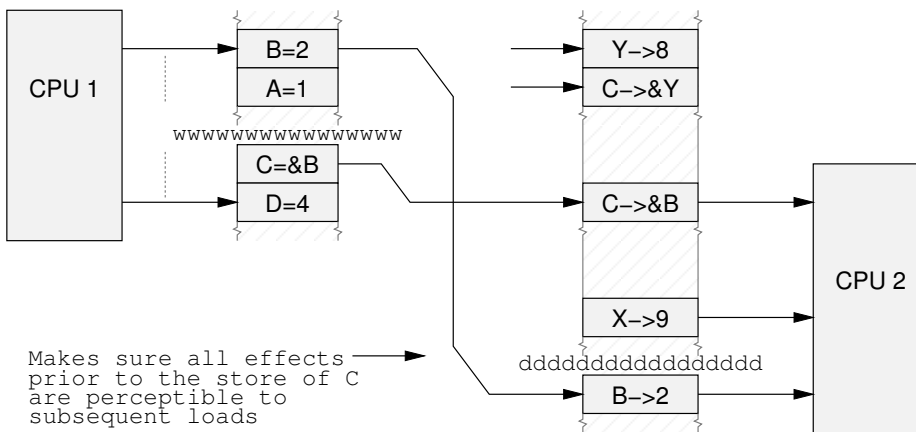 CPU 1
B=2
A=1
wwwwwwwwwwwwwwww
C=&B
D=4
Y->8
C->&Y
C->&B
X->9
ddddddddddddddddd
B->2
CPU 2
Makes sure all effects
prior to the store of C
are perceptible to
subsequent loads